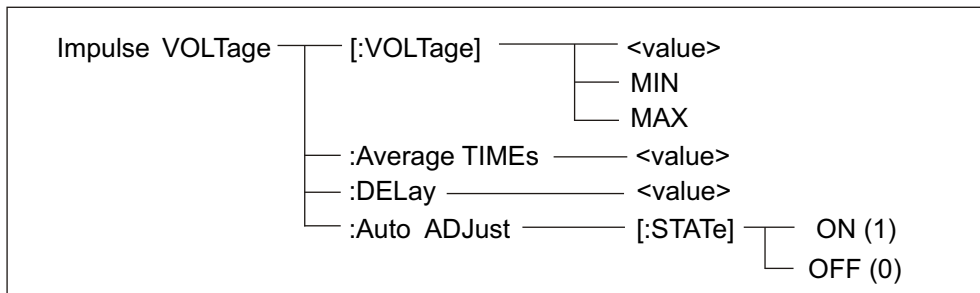 Impulse VOLTage [:VOLTage] <value>
MIN
MAX
:Average TIMEs <value>
:DELay <value>
:Auto ADJust [:STATe] ON (1)
OFF (0)